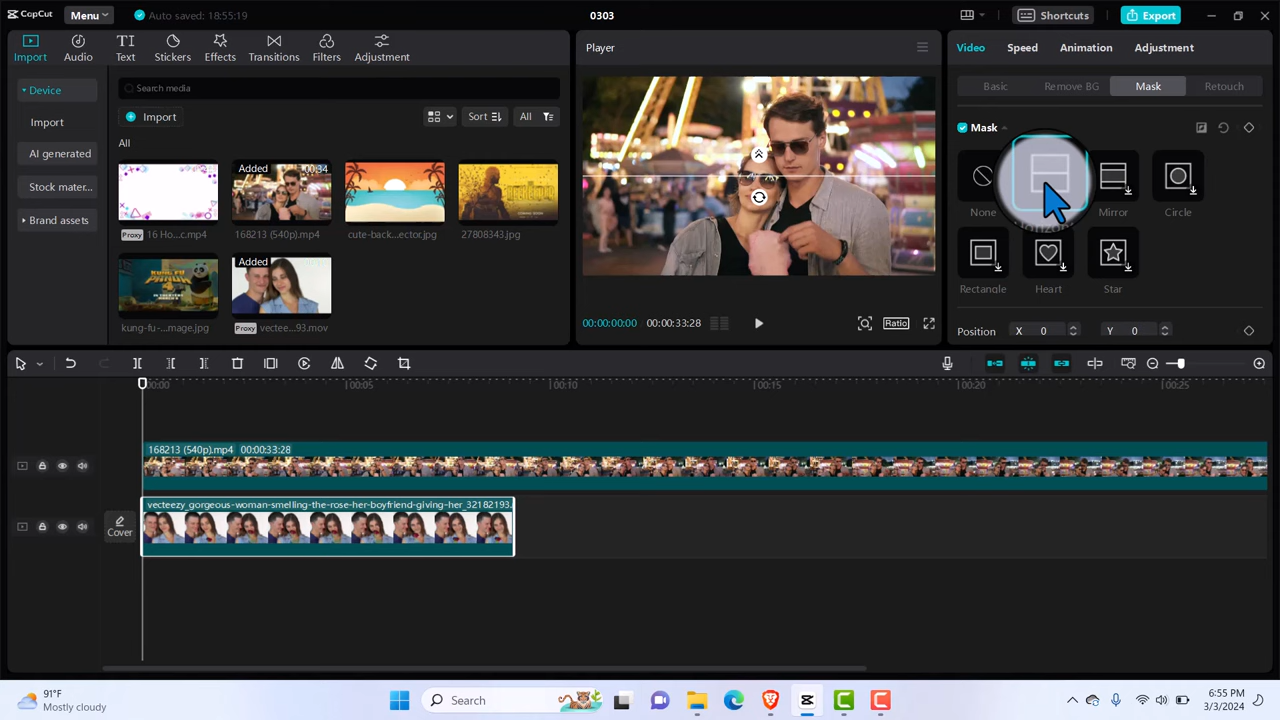 CapCut
Menu
Auto saved: 18:55:19
0303
Shortcuts
Export
Import
Audio
Text
Stickers
Effects
Transitions
Filters
Adjustment
Device
Import
AI generated
Stock mater...
Brand assets
Search media
Import
Sort
All
All
Added
00:34
Proxy
16 Ho...c.mp4
168213 (540p).mp4
cute-back...ector.jpg
27808343.jpg
Added
kung-fu-...mage.jpg
Proxy
vectee...93.mov
Player
00:00:00:00
00:00:33:28
Ratio
Video
Speed
Animation
Adjustment
Basic
Remove BG
Mask
Retouch
Mask
None
Mirror
Circle
Rectangle
Heart
Star
Position
X
0
Y
0
00:00
00:05
00:10
00:15
00:20
00:25
168213 (540p).mp4
00:00:33:28
Cover
vecteezy_gorgeous-woman-smelling-the-rose-her-boyfriend-giving-her_32182193.
91°F
Mostly cloudy
Search
6:55 PM
3/3/2024